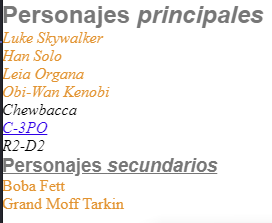 Personajes principales
Luke Skywalker
Han Solo
Leia Organa
Obi-Wan Kenobi
Chewbacca
C-3PO
R2-D2
Personajes secundarios
Boba Fett
Grand Moff Tarkin